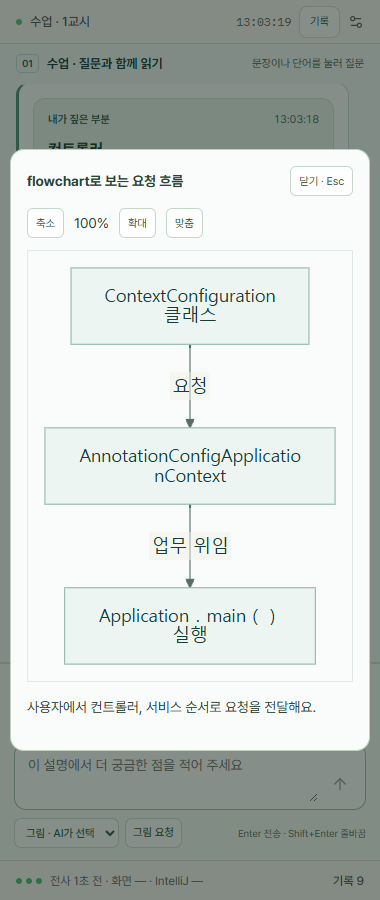 수업 · 1교시
13:03:19
기록
01
수업 · 질문과 함께 읽기
문장이나 단어를 눌러 질문
내가 짚은 부분
13:03:18
flowchart로 보는 요청 흐름
닫기 · Esc
축소
100%
확대
맞춤
ContextConfiguration
클래스
요청
AnnotationConfigApplicatio
nContext
업무 위임
Application . main ( )
실행
사용자에서 컨트롤러, 서비스 순서로 요청을 전달해요.
이 설명에서 더 궁금한 점을 적어 주세요
그림 · AI가 선택
그림 요청
Enter 전송 · Shift+Enter 줄바꿈
전사 1초 전 · 화면 — · IntelliJ —
기록 9